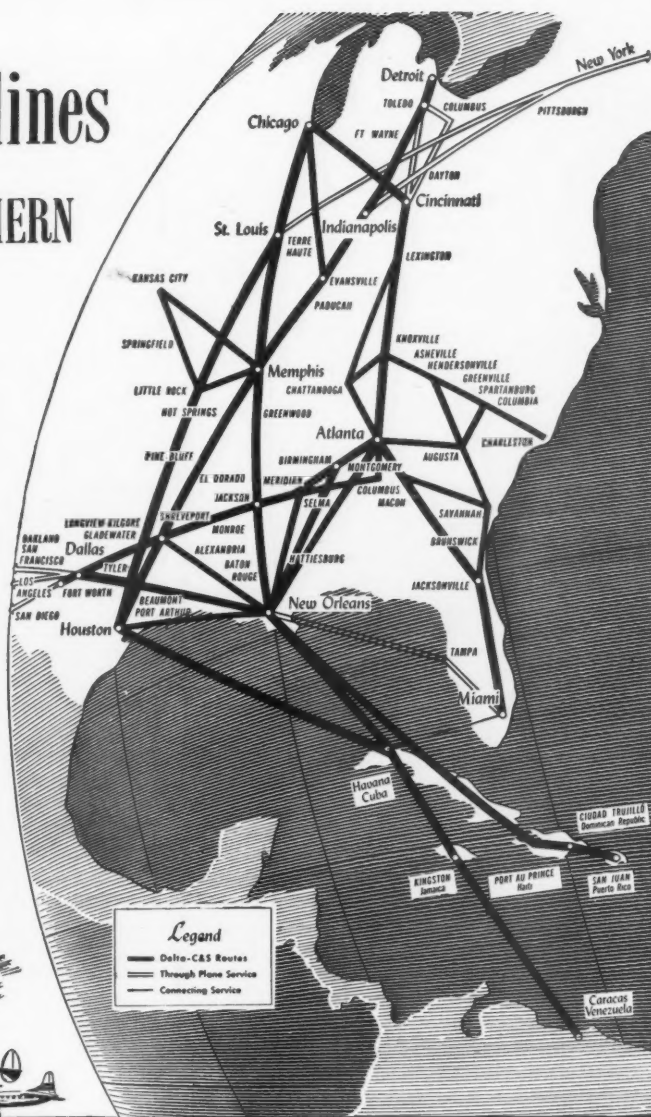 lines
HERN
New York
Detroit
TOLEDO
COLUMBUS
PITTSBURGH
Chicago
FT WAYNE
DAYTON
Cincinnati
St. Louis
Indianapolis
TERRE
HAUTE
LEXINGTON
KANSAS CITY
EVANSVILLE
PADUCAH
SPRINGFIELD
KNOXVILLE
ASHEVILLE
HENDERSONVILLE
GREENVILLE
SPARTANBURG
COLUMBIA
Memphis
CHATTANOOGA
LITTLE ROCK
HOT SPRINGS
GREENWOOD
Atlanta
CHARLESTON
PINE BLUFF
BIRMINGHAM
MONTGOMERY
AUGUSTA
EL DORADO
MERIDIAN
JACKSON
SELMA
COLUMBUS
MACON
SAVANNAH
LONGVIEW-KILGORE
GLADEWATER
SHREVEPORT
MONROE
OAKLAND
SAN
FRANCISCO
Dallas
TYLER
ALEXANDRIA
BATON
ROUGE
HATTIESBURG
BRUNSWICK
LOS
ANGELES
FORT WORTH
SAN DIEGO
BEAUMONT
PORT ARTHUR
JACKSONVILLE
New Orleans
Houston
TAMPA
Miami
Havana
Cuba
CIUDAD TRUJILLO
Dominican Republic
KINGSTON
Jamaica
PORT AU PRINCE
Haiti
SAN JUAN
Puerto Rico
Legend
Delta-C&S Routes
Through Plane Service
Connecting Service
Caracas
Venezuela